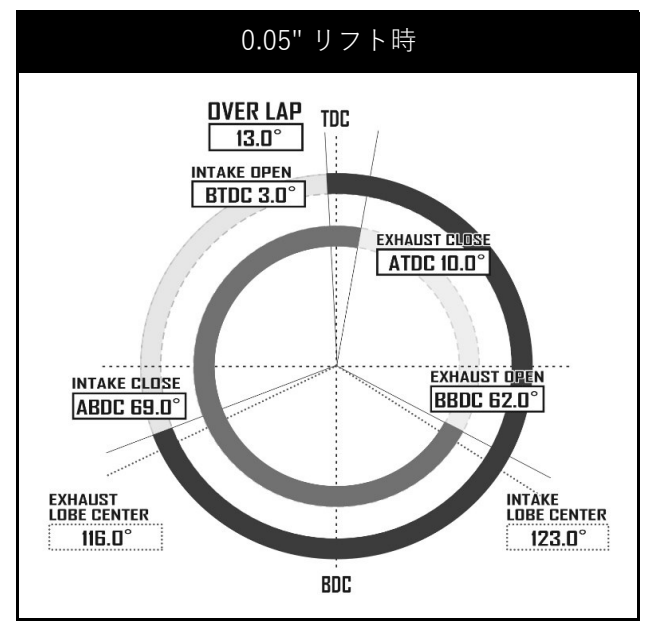 0.05" リフト時
OVER LAP
13.0°
TDC
INTAKE OPEN
BTDC 3.0°
EXHAUST CLOSE
ATDC 10.0°
INTAKE CLOSE
ABDC 69.0°
EXHAUST OPEN
BBDC 62.0°
EXHAUST
LOBE CENTER
116.0°
INTAKE
LOBE CENTER
123.0°
BDC